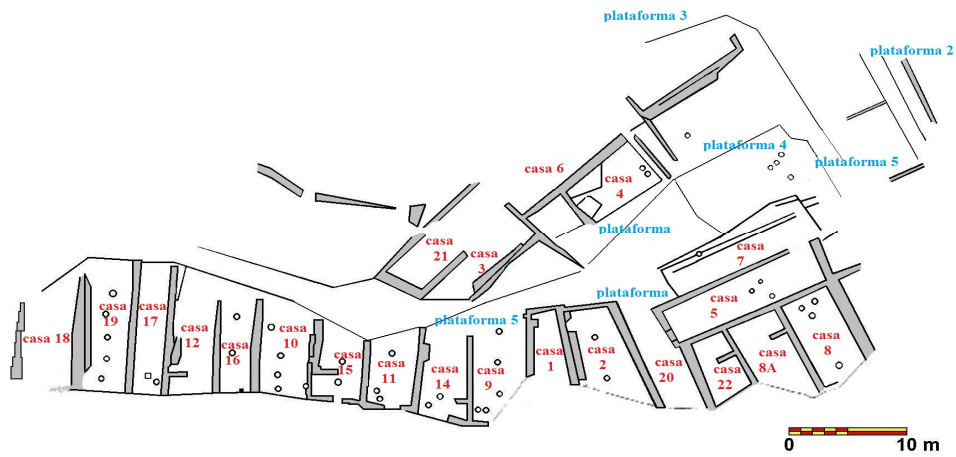 plataforma 3
plataforma 2
plataforma 4
plataforma 5
casa 6
casa
4
plataforma
casa
21
casa
3
casa
7
plataforma
casa
5
plataforma 5
casa 18
casa
19
casa
17
casa
12
casa
16
casa
10
casa
15
casa
11
casa
14
casa
9
casa
1
casa
2
casa
20
casa
22
casa
8A
casa
8
0 10 m